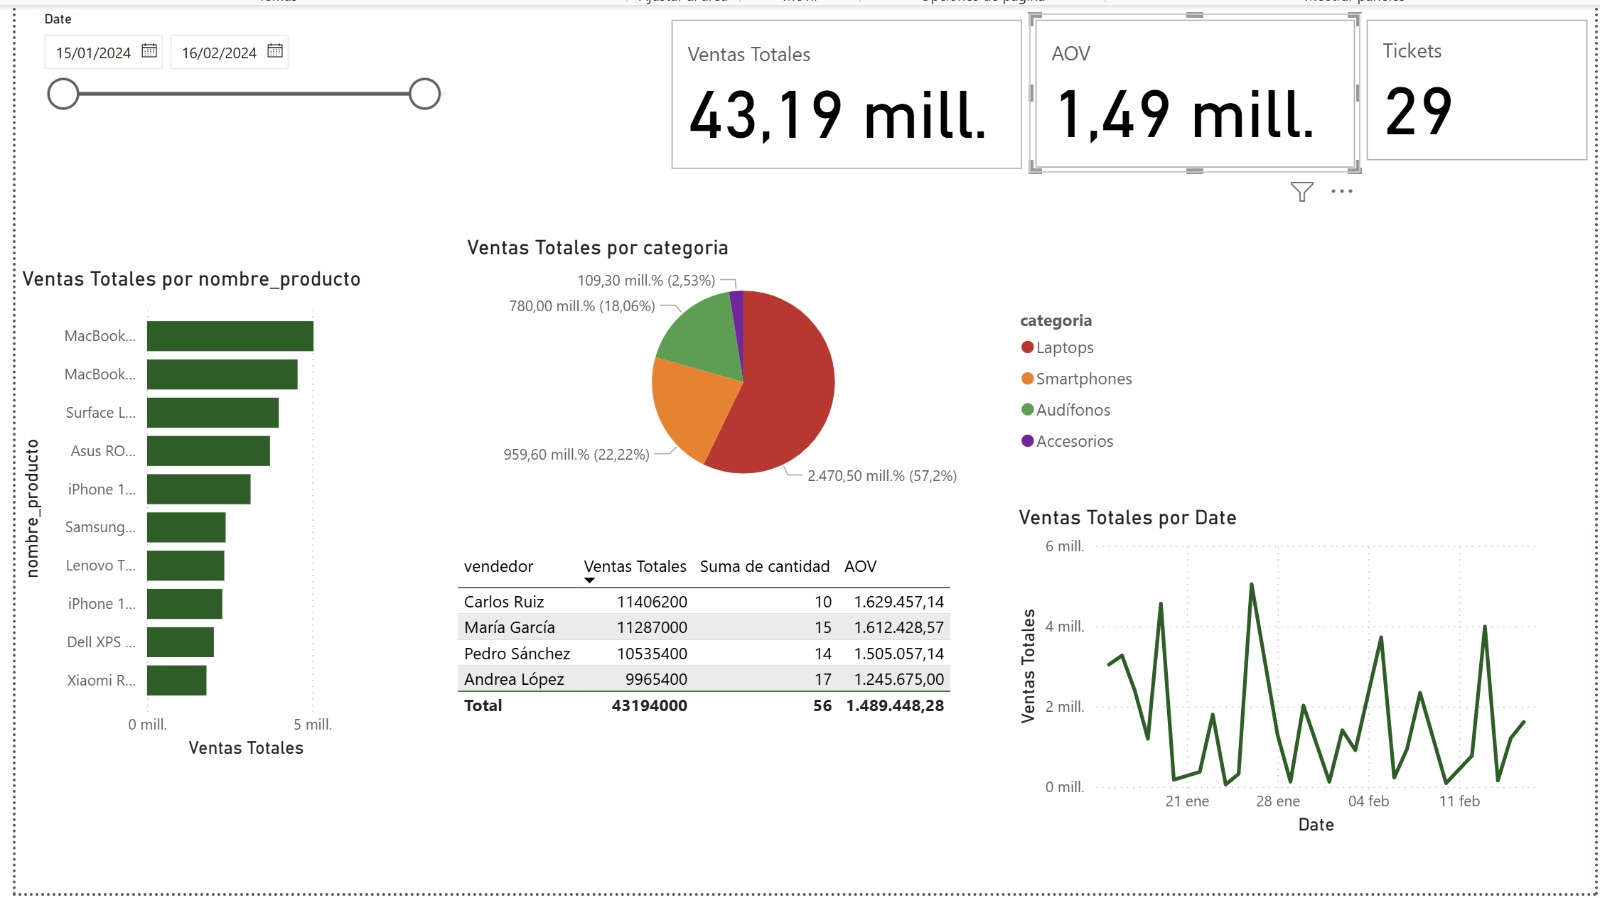 Date
15/01/2024
16/02/2024
Ventas Totales
43,19 mill.
AOV
1,49 mill.
Tickets
29
Ventas Totales por nombre_producto
nombre_producto
MacBook...
MacBook...
Surface L...
Asus RO...
iPhone 1...
Samsung...
Lenovo T...
iPhone 1...
Dell XPS ...
Xiaomi R...
0 mill. 5 mill.
Ventas Totales
Ventas Totales por categoria
109,30 mill.% (2,53%)
780,00 mill.% (18,06%)
959,60 mill.% (22,22%)
2.470,50 mill.% (57,2%)
categoria
Laptops
Smartphones
Audífonos
Accesorios
vendedor Ventas Totales Suma de cantidad AOV
Carlos Ruiz 11406200 10 1.629.457,14
María García 11287000 15 1.612.428,57
Pedro Sánchez 10535400 14 1.505.057,14
Andrea López 9965400 17 1.245.675,00
Total 43194000 56 1.489.448,28
Ventas Totales por Date
Ventas Totales
6 mill.
4 mill.
2 mill.
0 mill.
21 ene 28 ene 04 feb 11 feb
Date